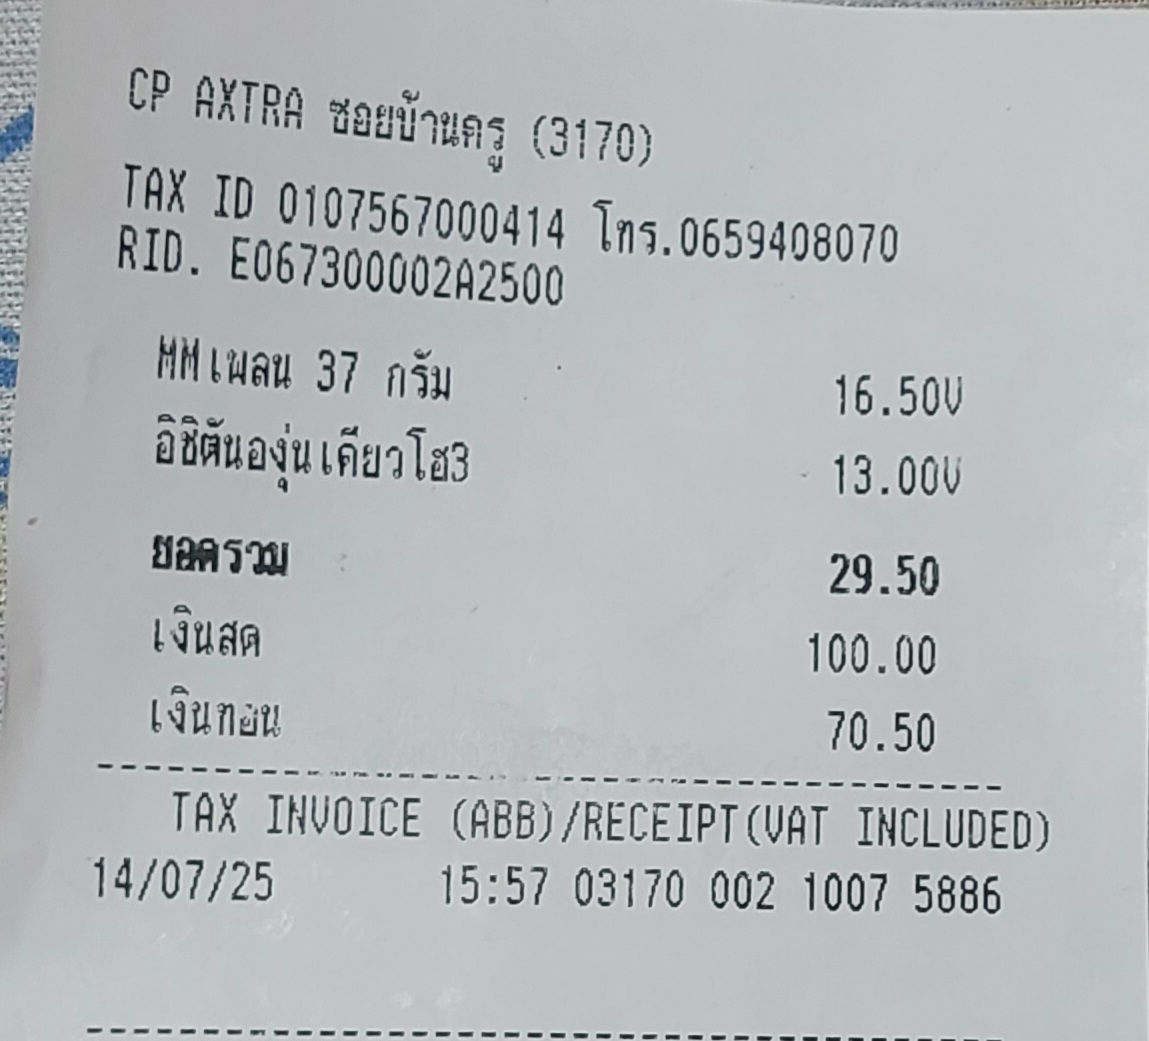 CP AXTRA ซอยบ้านครู (3170)
TAX ID 0107567000414 โทร.0659408070
RID. E067300002A2500
MMเพลน 37 กรัม 16.50V
อิชิตันองุ่นเคียวโฮ3 13.00V
ยอดรวม 29.50
เงินสด 100.00
เงินทอน 70.50
TAX INVOICE (ABB)/RECEIPT(VAT INCLUDED)
14/07/25 15:57 03170 002 1007 5886